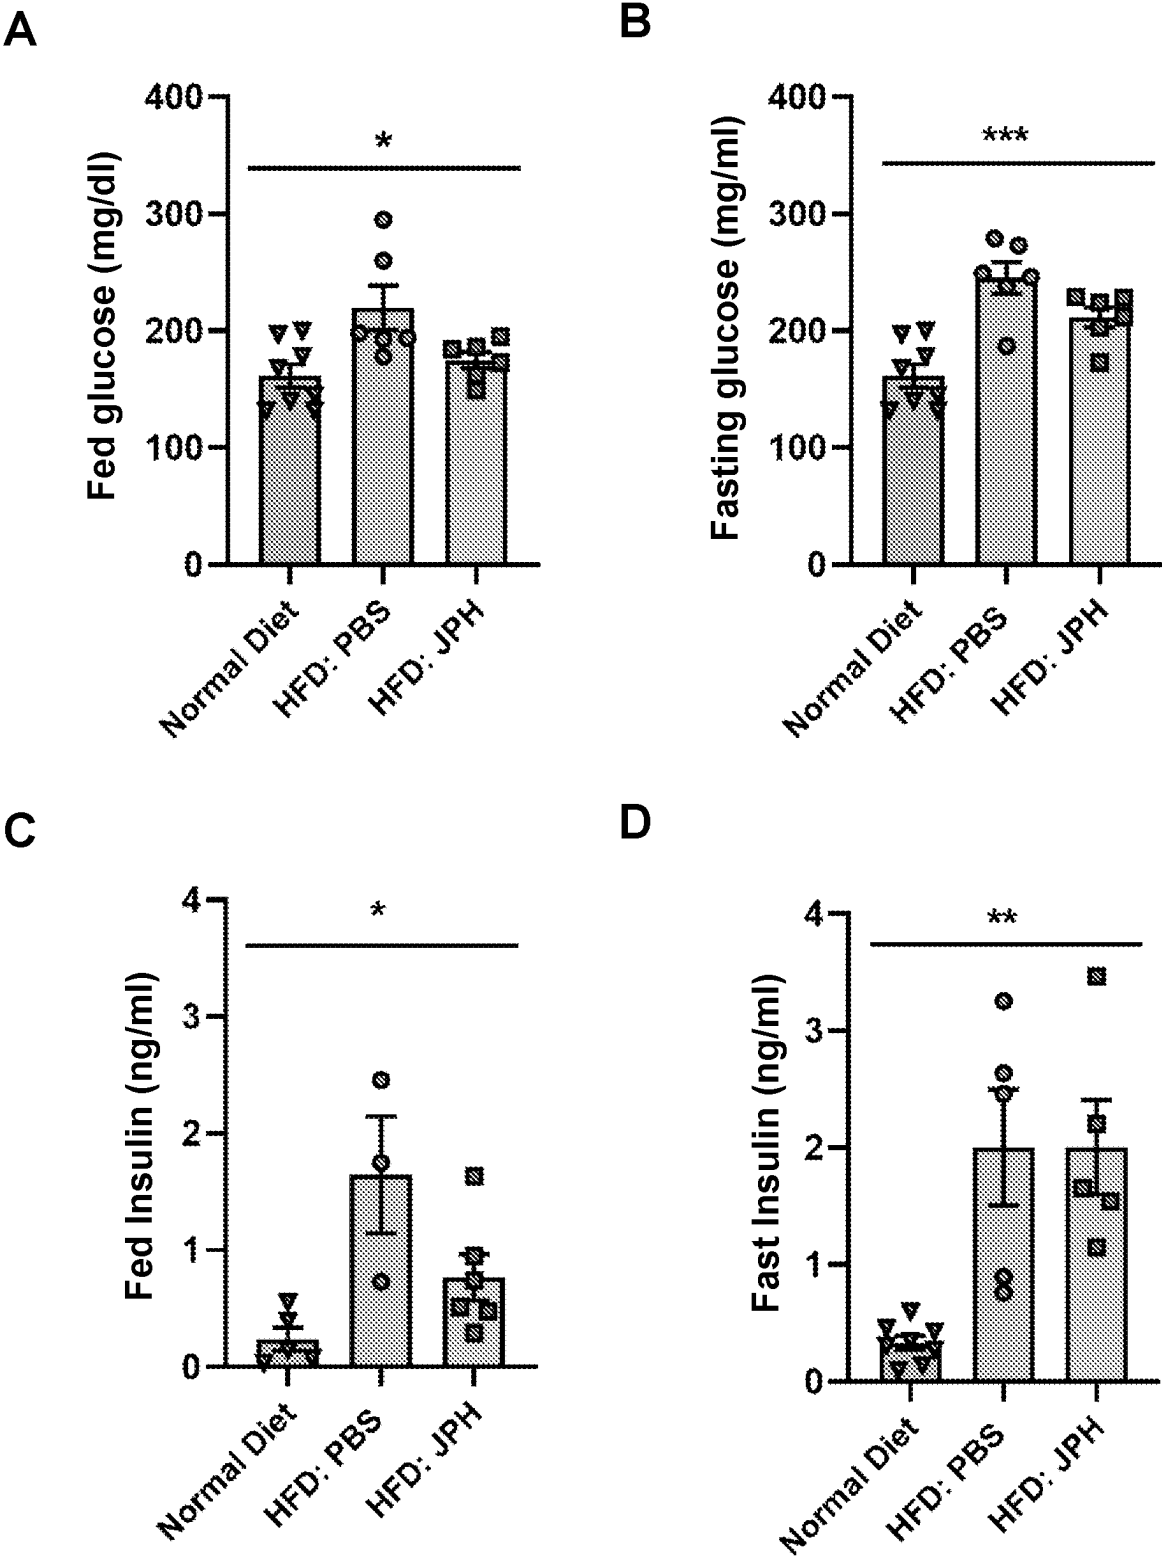 A
Fed glucose (mg/dl)
400
300
200
100
0
*
Normal Diet
HFD: PBS
HFD: JPH
B
Fasting glucose (mg/ml)
400
300
200
100
0
***
Normal Diet
HFD: PBS
HFD: JPH
C
Fed Insulin (ng/ml)
4
3
2
1
0
*
Normal Diet
HFD: PBS
HFD: JPH
D
Fast Insulin (ng/ml)
4
3
2
1
0
**
Normal Diet
HFD: PBS
HFD: JPH